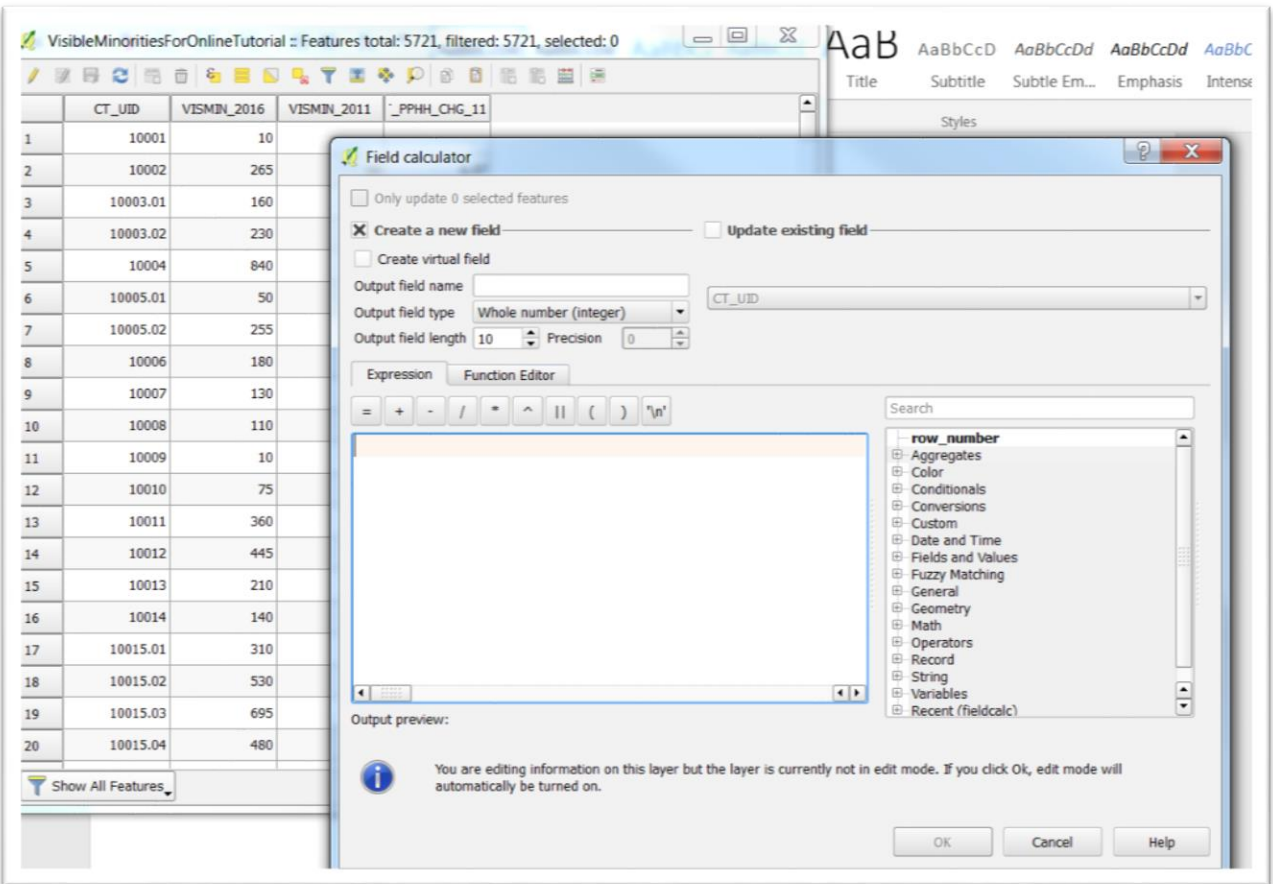 VisibleMinoritiesForOnlineTutorial :: Features total: 5721, filtered: 5721, selected: 0
AaB AaBbCcD AaBbCcDd AaBbCcDd AaBbC
Title Subtitle Subtle Em... Emphasis Intense
Styles
CT_UID VISMIN_2016 VISMIN_2011 _PPHH_CHG_11
1 10001 10
2 10002 265
3 10003.01 160
4 10003.02 230
5 10004 840
6 10005.01 50
7 10005.02 255
8 10006 180
9 10007 130
10 10008 110
11 10009 10
12 10010 75
13 10011 360
14 10012 445
15 10013 210
16 10014 140
17 10015.01 310
18 10015.02 530
19 10015.03 695
20 10015.04 480
Show All Features
Field calculator
Only update 0 selected features
Create a new field Update existing field
Create virtual field
Output field name
CT_UID
Output field type Whole number (integer)
Output field length 10 Precision 0
Expression Function Editor
= + - / * ^ || ( ) '\n'
Search
row_number
Aggregates
Color
Conditionals
Conversions
Custom
Date and Time
Fields and Values
Fuzzy Matching
General
Geometry
Math
Operators
Record
String
Variables
Recent (fieldcalc)
Output preview:
You are editing information on this layer but the layer is currently not in edit mode. If you click Ok, edit mode will
automatically be turned on.
OK Cancel Help